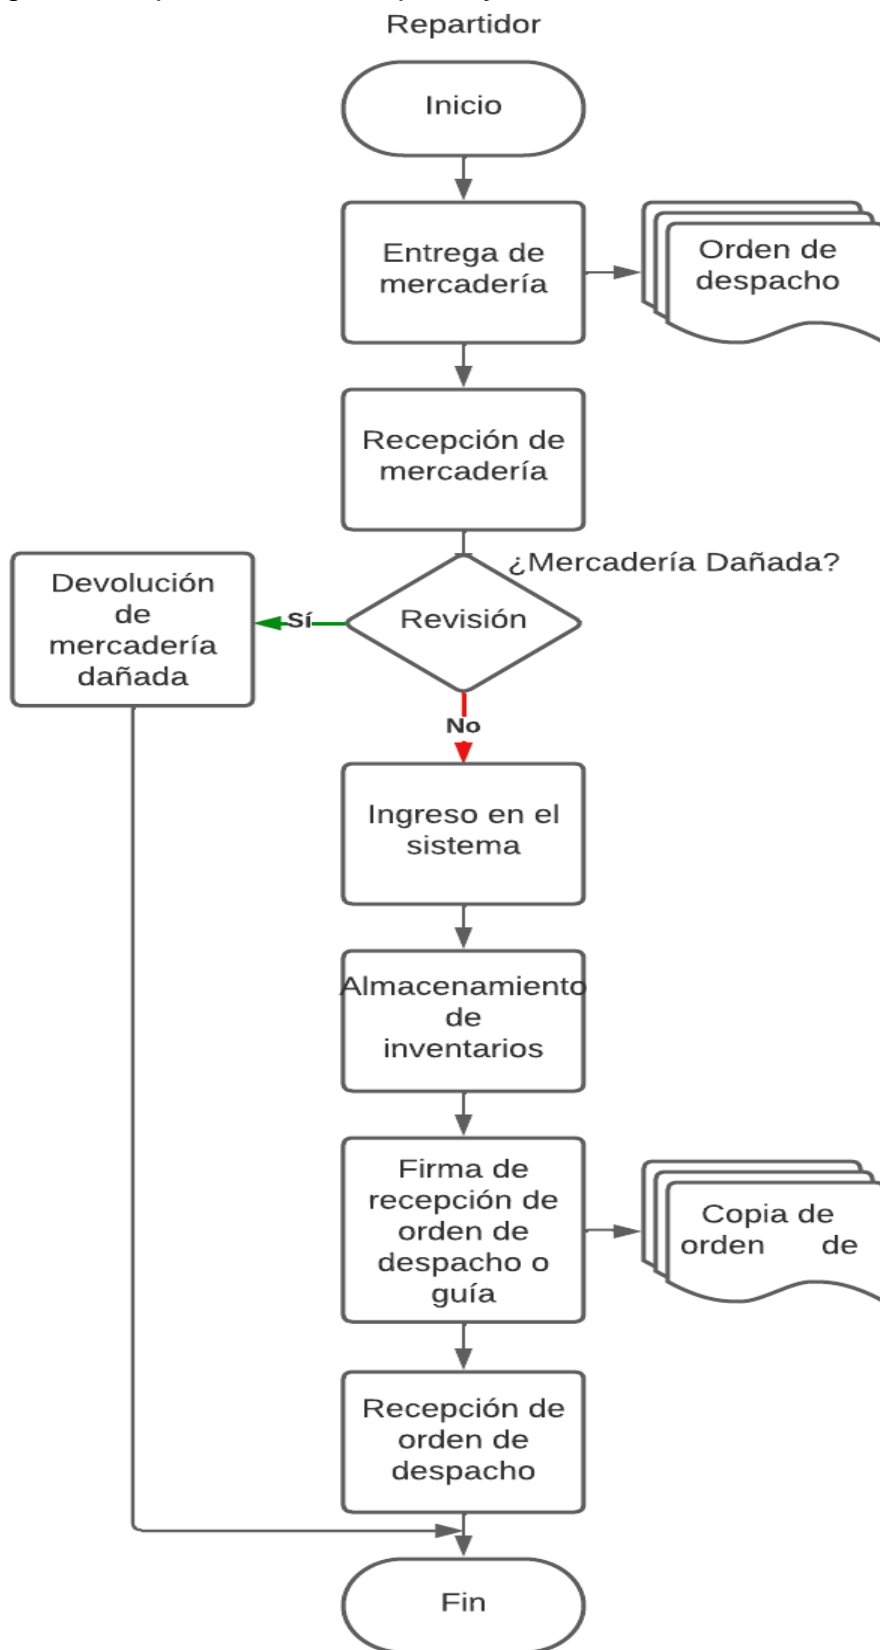 Repartidor
Inicio
Entrega de
mercadería
Orden de
despacho
Recepción de
mercadería
¿Mercadería Dañada?
Revisión
Sí
Devolución
de
mercadería
dañada
No
Ingreso en el
sistema
Almacenamiento
de
inventarios
Firma de
recepción de
orden de
despacho o
guía
Copia de
orden de
Recepción de
orden de
despacho
Fin